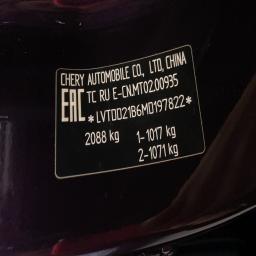 CHERY AUTOMOBILE CO., LTD, CHINA
EAC TC RU E-CN.MT02.00935
*LVTDD21B6MD197822*
2088 kg 1-1017 kg
2-1071 kg